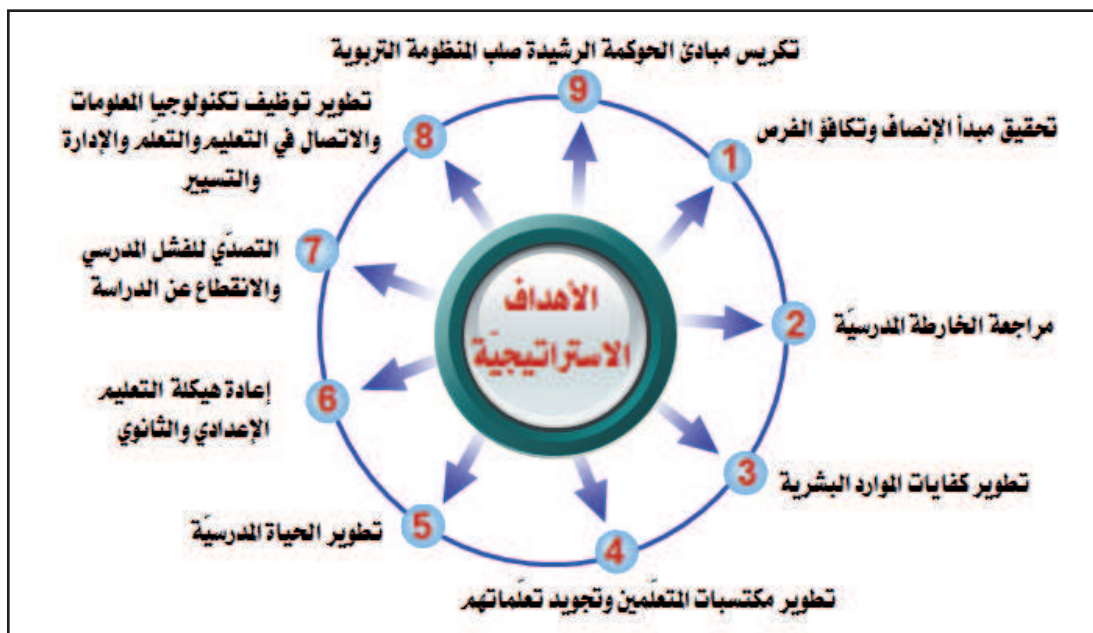 الأهداف
الاستراتيجيّة
1
تحقيق مبدأ الإنصاف وتكافؤ الفرص
2
مراجعة الخارطة المدرسيّة
3
تطوير كفايات الموارد البشرية
4
تطوير مكتسبات المتعلّمين وتجويد تعلّماتهم
5
تطوير الحياة المدرسيّة
6
إعادة هيكلة التعليم
الإعدادي والثانوي
7
التصدّي للفشل المدرسي
والانقطاع عن الدراسة
8
تطوير توظيف تكنولوجيا المعلومات
والاتصال في التعليم والتعلّم والإدارة
والتسيير
9
تكريس مبادئ الحوكمة الرشيدة صلب المنظومة التربوية